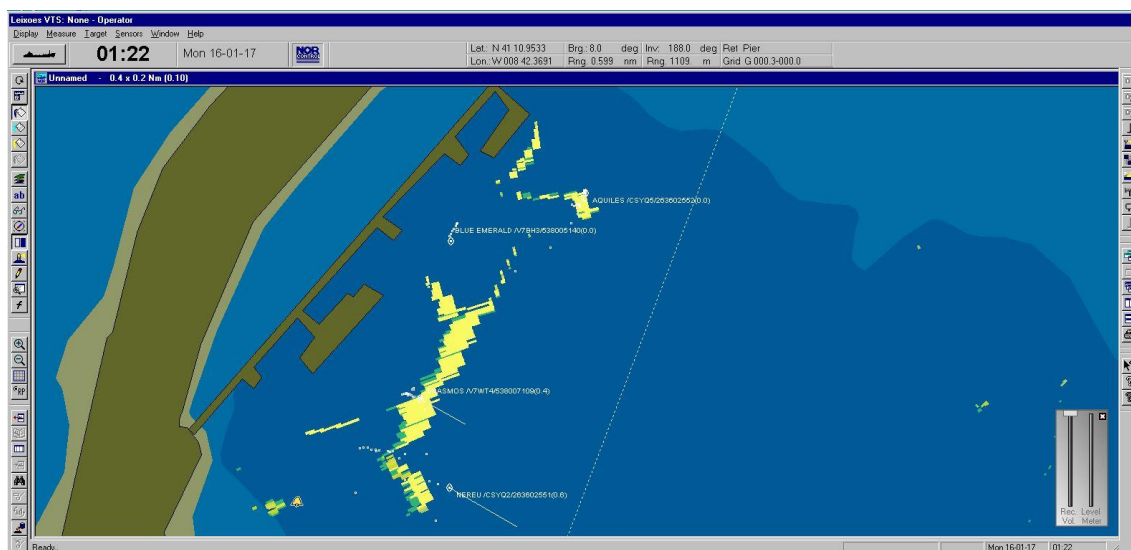 Leixoes VTS: None - Operator
Display Measure Target Sensors Window Help
01:22
Mon 16-01-17
NOR
CONTROL
Lat.: N 41 10.9533
Lon.: W 008 42.3691
Brg.: 8.0 deg
Rng. 0.599 nm
Inv: 188.0 deg
Rng. 1109. m
Ref Pier
Grid G 000.3-000.0
Unnamed - 0.4 x 0.2 Nm (0.10)
AQUILES /CSYQ5/263602552(0.0)
BLUE EMERALD /V7BH3/538005140(0.0)
ASMOS /V7WT4/538007109(0.4)
NEREU /CSYQ2/263602551(0.6)
ab
RP
Rec. Level
Vol. Meter
Ready
Mon 16-01-17 01:22